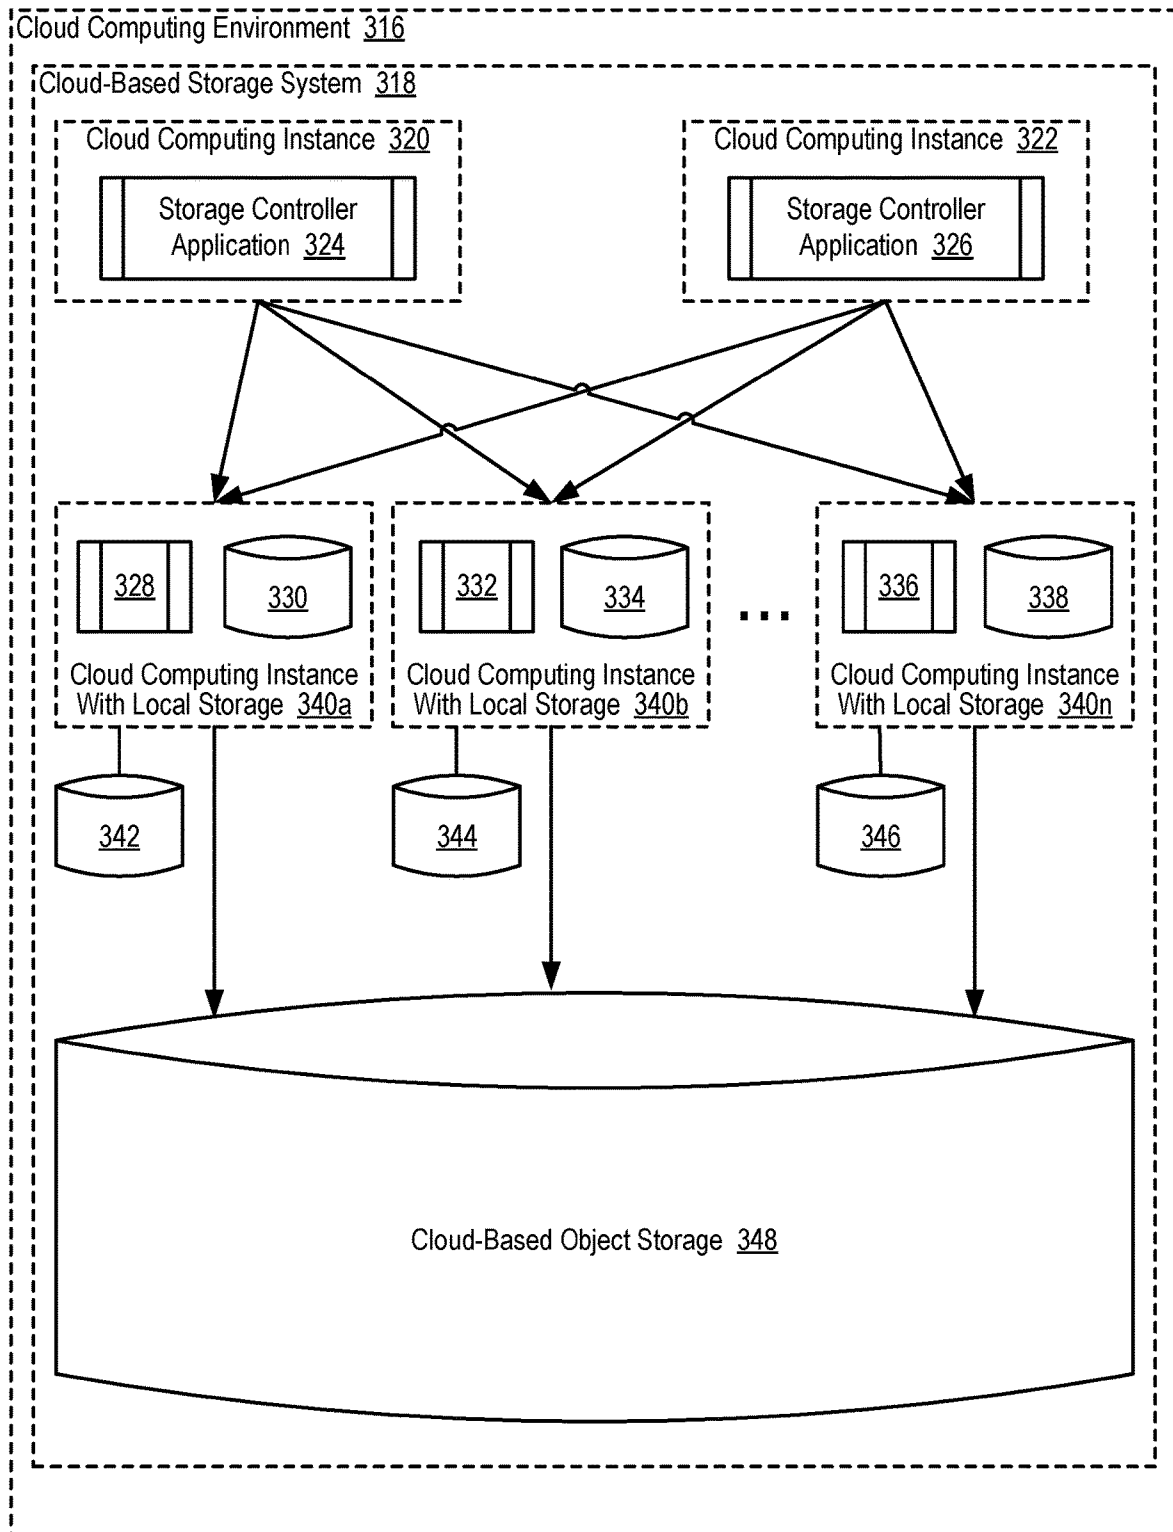 Cloud Computing Environment 316
Cloud-Based Storage System 318
Cloud Computing Instance 320
Storage Controller
Application 324
Cloud Computing Instance 322
Storage Controller
Application 326
328
330
Cloud Computing Instance
With Local Storage 340a
332
334
Cloud Computing Instance
With Local Storage 340b
...
336
338
Cloud Computing Instance
With Local Storage 340n
342
344
346
Cloud-Based Object Storage 348